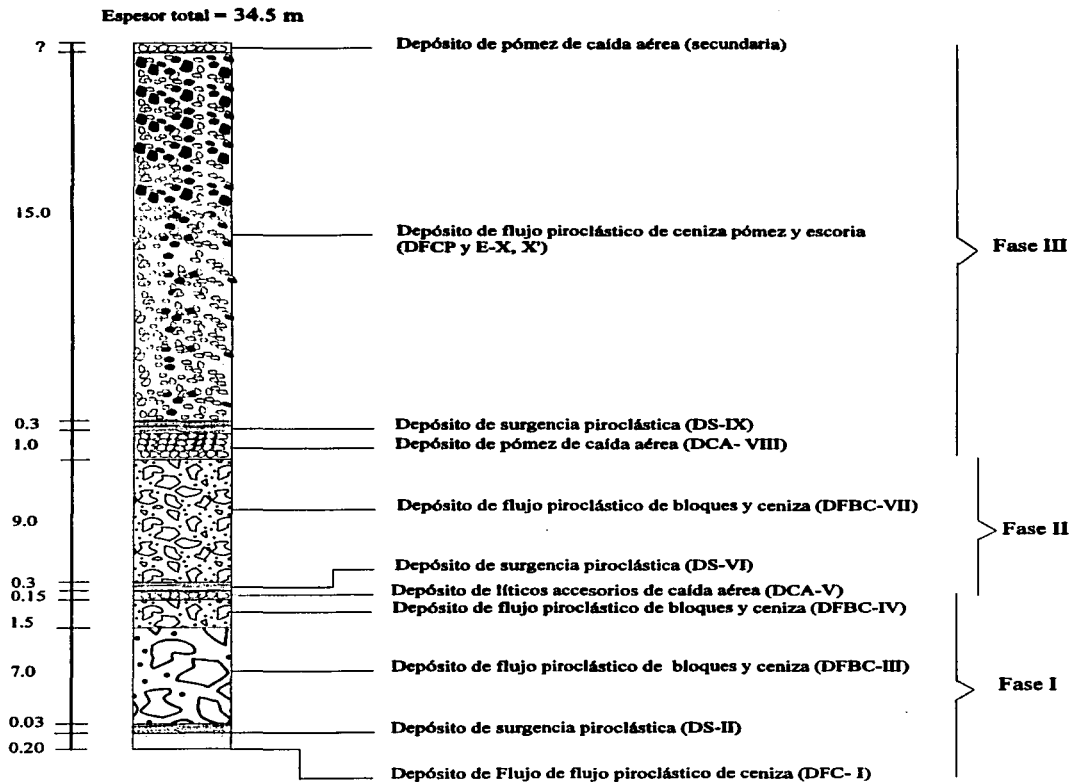 Espesor total = 34.5 m
?
Depósito de pómez de caída aérea (secundaria)
15.0
Depósito de flujo piroclástico de ceniza pómez y escoria
(DFCP y E-X, X')
Fase III
0.3
Depósito de surgencia piroclástica (DS-IX)
1.0
Depósito de pómez de caída aérea (DCA- VIII)
9.0
Depósito de flujo piroclástico de bloques y ceniza (DFBC-VII)
Fase II
0.3
Depósito de surgencia piroclástica (DS-VI)
0.15
Depósito de líticos accesorios de caída aérea (DCA-V)
1.5
Depósito de flujo piroclástico de bloques y ceniza (DFBC-IV)
7.0
Depósito de flujo piroclástico de bloques y ceniza (DFBC-III)
Fase I
0.03
Depósito de surgencia piroclástica (DS-II)
0.20
Depósito de Flujo de flujo piroclástico de ceniza (DFC- I)